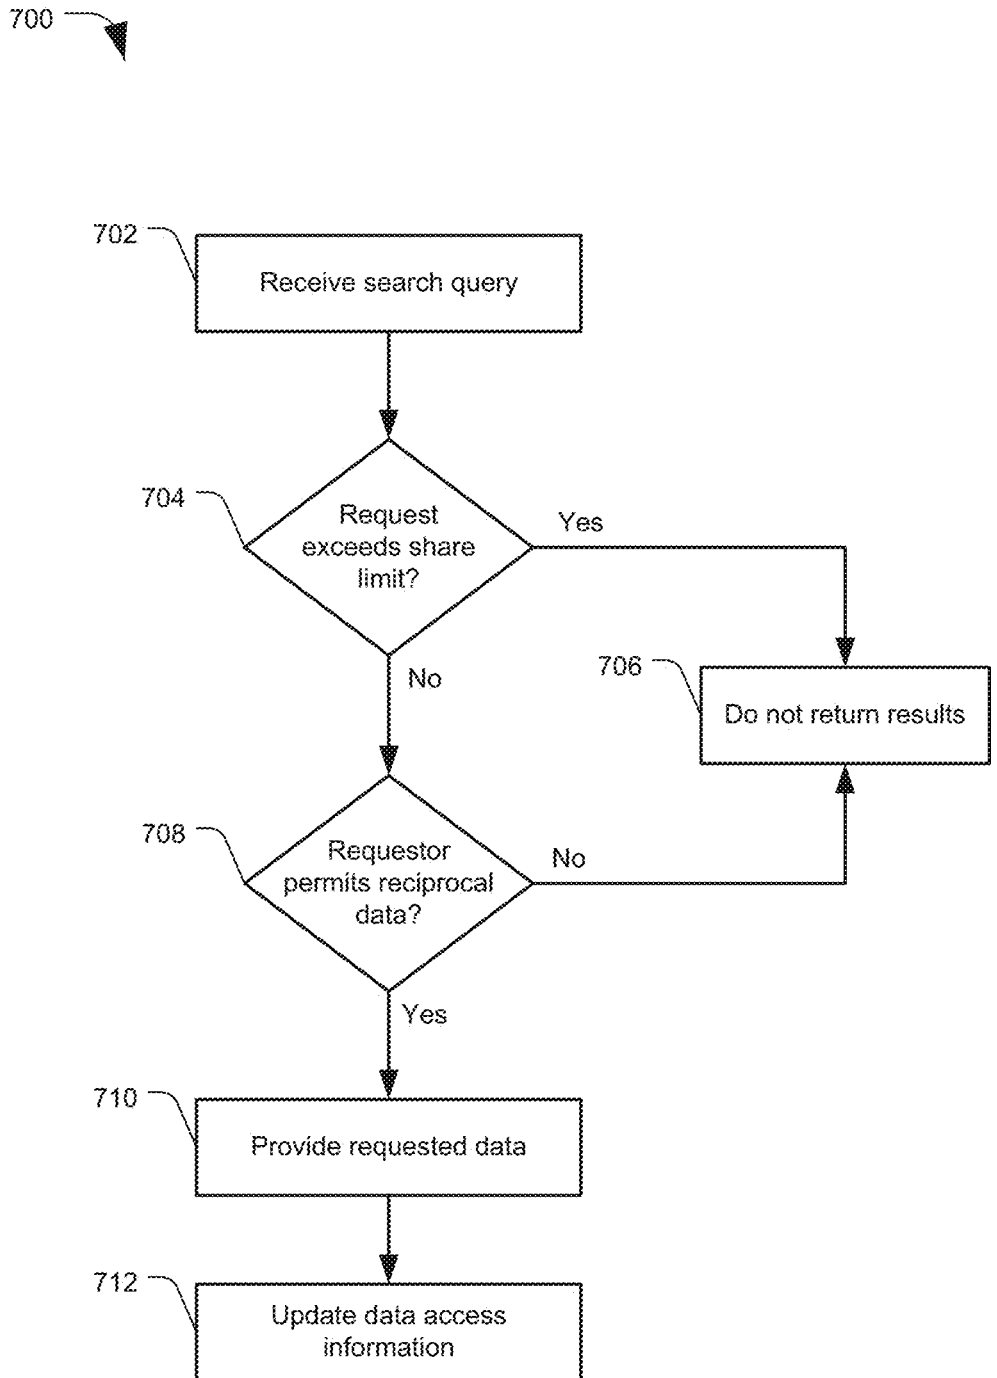 700
702
Receive search query
704
Request
exceeds share
limit?
Yes
No
706
Do not return results
708
Requestor
permits reciprocal
data?
No
Yes
710
Provide requested data
712
Update data access
information